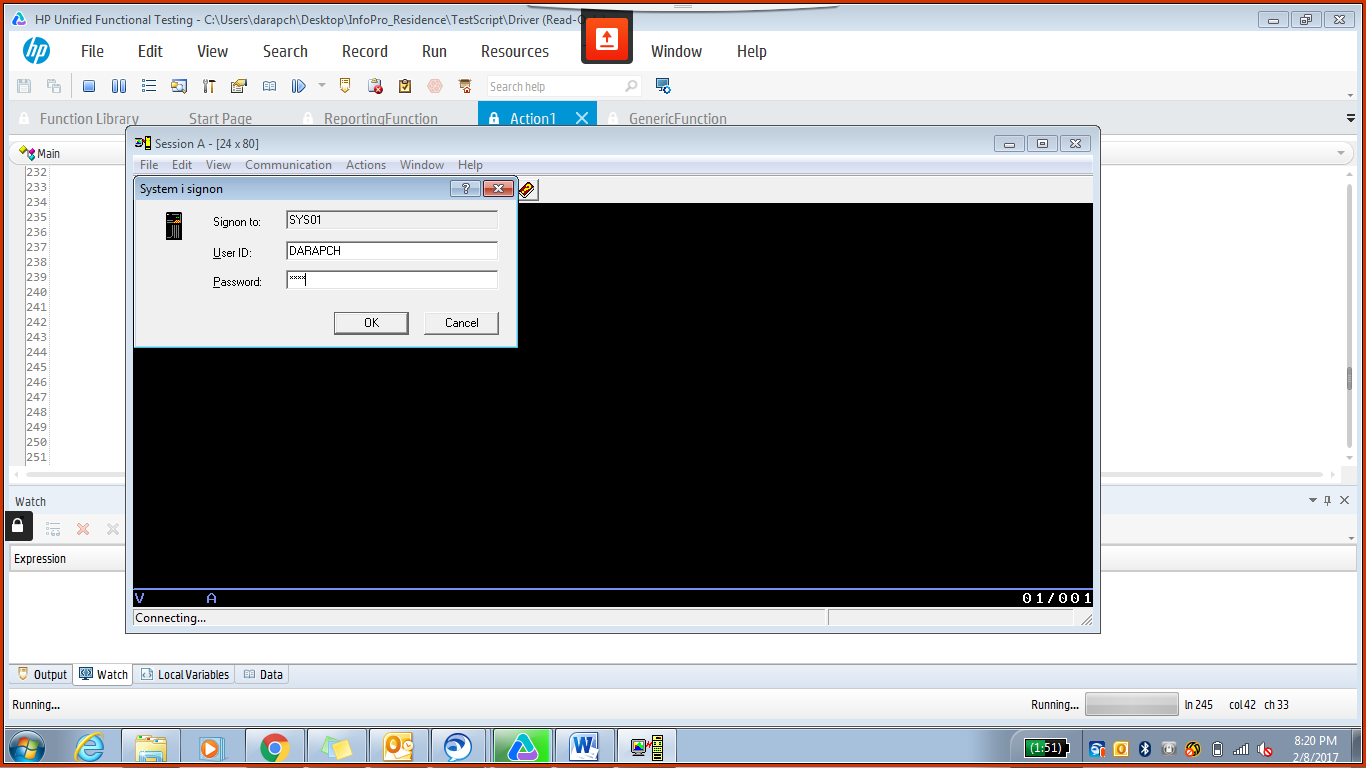 HP Unified Functional Testing - C:\Users\darapch\Desktop\InfoPro_Residence\TestScript\Driver (Read-O
hp File Edit View Search Record Run Resources Window Help
Search help
Function Library Start Page ReportingFunction Action1 GenericFunction
Main
Session A - [24 x 80]
File Edit View Communication Actions Window Help
System i signon
Signon to: SYS01
User ID: DARAPCH
Password: ****
OK Cancel
232
233
234
235
236
237
238
239
240
241
242
243
244
245
246
247
248
249
250
251
V A 01/001
Connecting...
Watch
Expression
Output Watch Local Variables Data
Running... Running... ln 245 col 42 ch 33
(1:51) 8:20 PM
2/8/2017